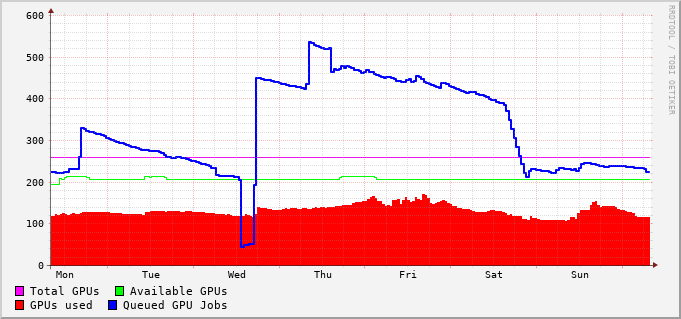 600
500
400
300
200
100
0
Mon Tue Wed Thu Fri Sat Sun
Total GPUs Available GPUs
GPUs used Queued GPU Jobs
RRDTOOL / TOBI OETIKER